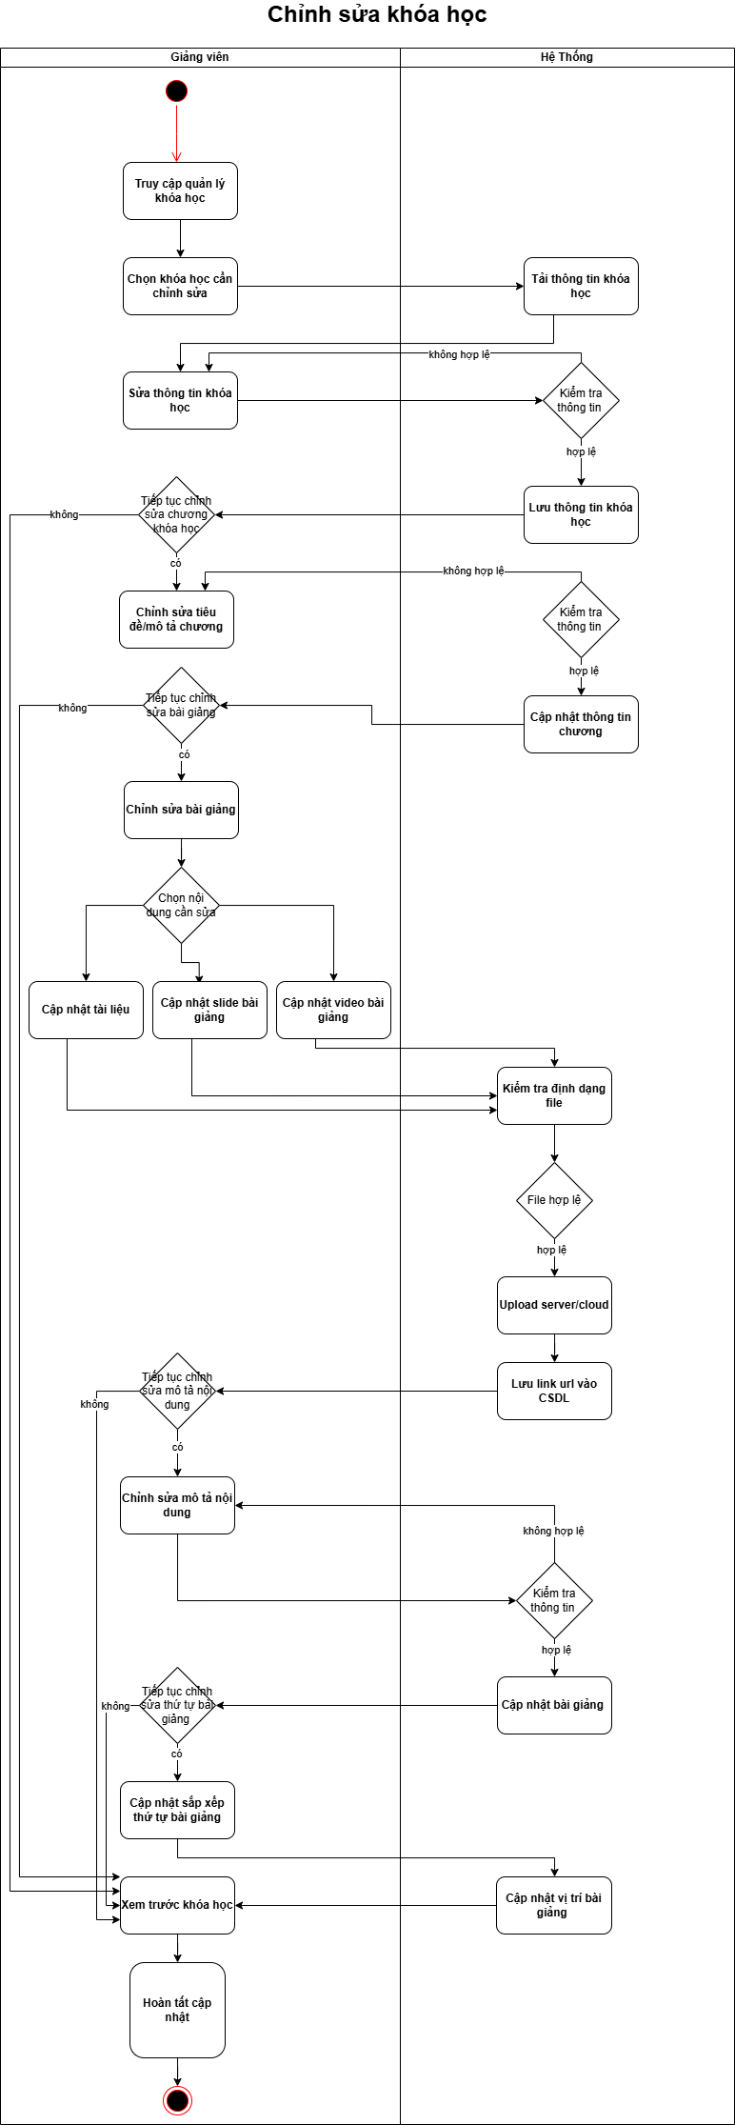 Chỉnh sửa khóa học
Giảng viên
Hệ Thống
Truy cập quản lý
khóa học
Chọn khóa học cần
chỉnh sửa
Tải thông tin khóa
học
không hợp lệ
Sửa thông tin khóa
học
Kiểm tra
thông tin
hợp lệ
Tiếp tục chỉnh
sửa chương
khóa học
không
Lưu thông tin khóa
học
có
không hợp lệ
Chỉnh sửa tiêu
đề/mô tả chương
Kiểm tra
thông tin
hợp lệ
Tiếp tục chỉnh
sửa bài giảng
không
Cập nhật thông tin
chương
có
Chỉnh sửa bài giảng
Chọn nội
dung cần sửa
Cập nhật tài liệu
Cập nhật slide bài
giảng
Cập nhật video bài
giảng
Kiểm tra định dạng
file
File hợp lệ
hợp lệ
Upload server/cloud
Tiếp tục chỉnh
sửa mô tả nội
dung
không
Lưu link url vào
CSDL
có
Chỉnh sửa mô tả nội
dung
không hợp lệ
Kiểm tra
thông tin
hợp lệ
Tiếp tục chỉnh
sửa thứ tự bài
giảng
không
Cập nhật bài giảng
có
Cập nhật sắp xếp
thứ tự bài giảng
Xem trước khóa học
Cập nhật vị trí bài
giảng
Hoàn tất cập
nhật